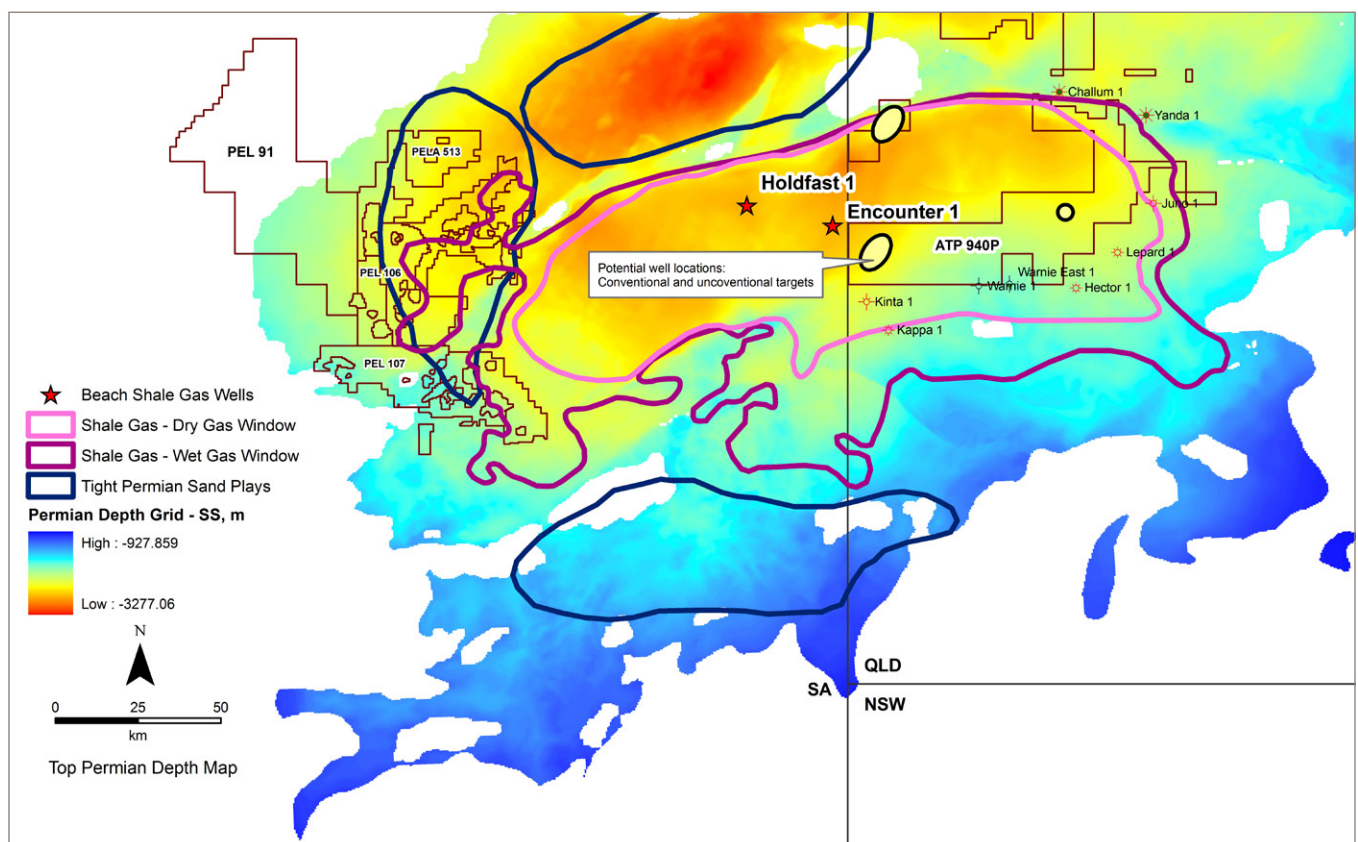 Challum 1
Yanda 1
PEL 91
PELA 513
Holdfast 1
Juno 1
Encounter 1
ATP 940P
Lepard 1
Potential well locations:
Conventional and uncoventional targets
PEL 106
Warnie East 1
Warnie 1
Hector 1
Kinta 1
Kappa 1
PEL 107
Beach Shale Gas Wells
Shale Gas - Dry Gas Window
Shale Gas - Wet Gas Window
Tight Permian Sand Plays
Permian Depth Grid - SS, m
High : -927.859
Low : -3277.06
N
0 25 50
km
Top Permian Depth Map
QLD
SA
NSW